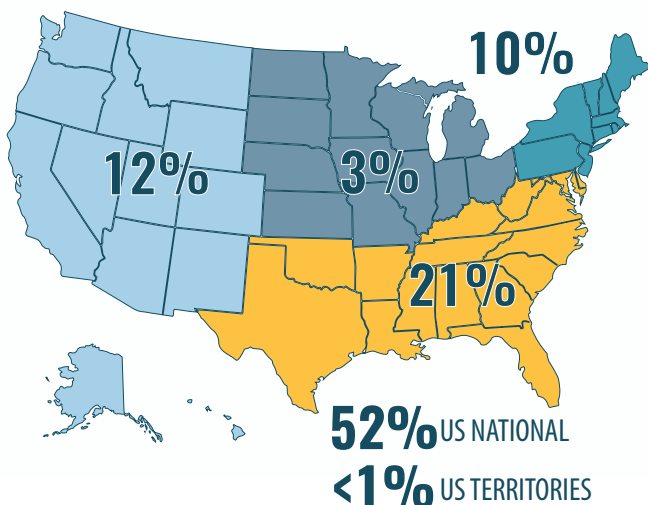 10%
12%
3%
21%
52% US NATIONAL
<1% US TERRITORIES